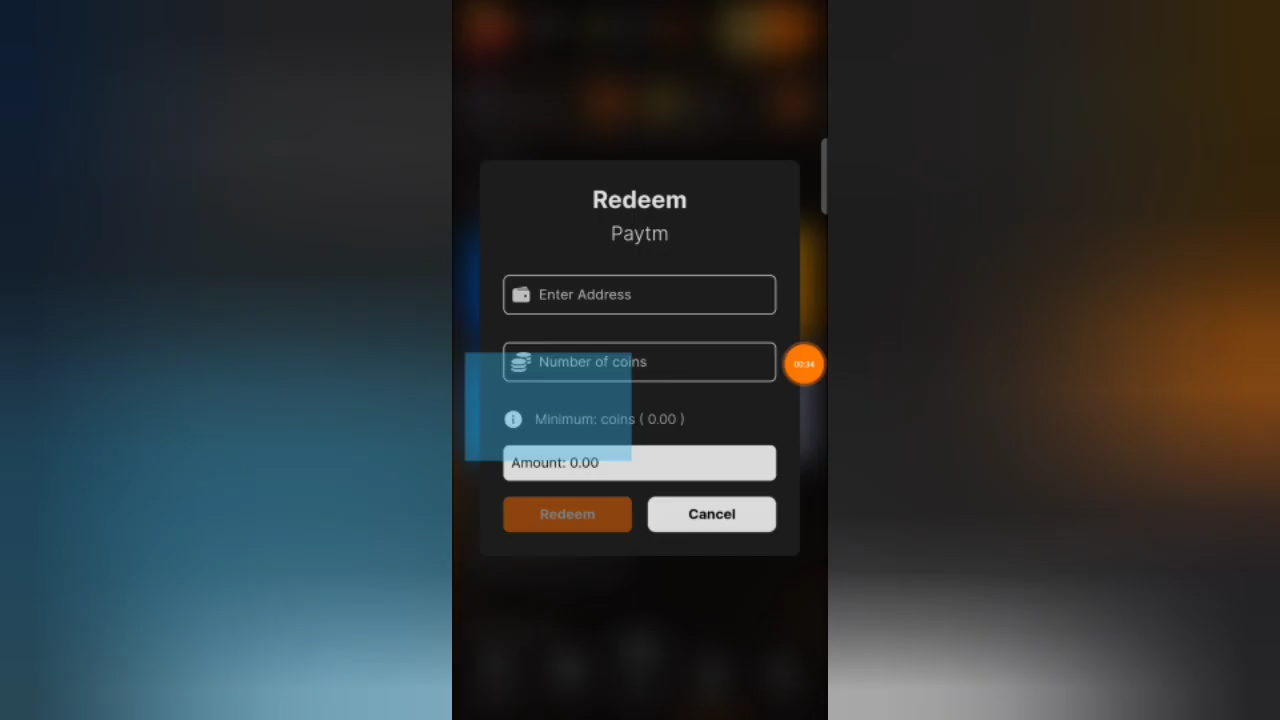 Redeem
Paytm
Enter Address
00:34
Number of coins
Minimum: coins ( 0.00 )
Amount: 0.00
Redeem
Cancel